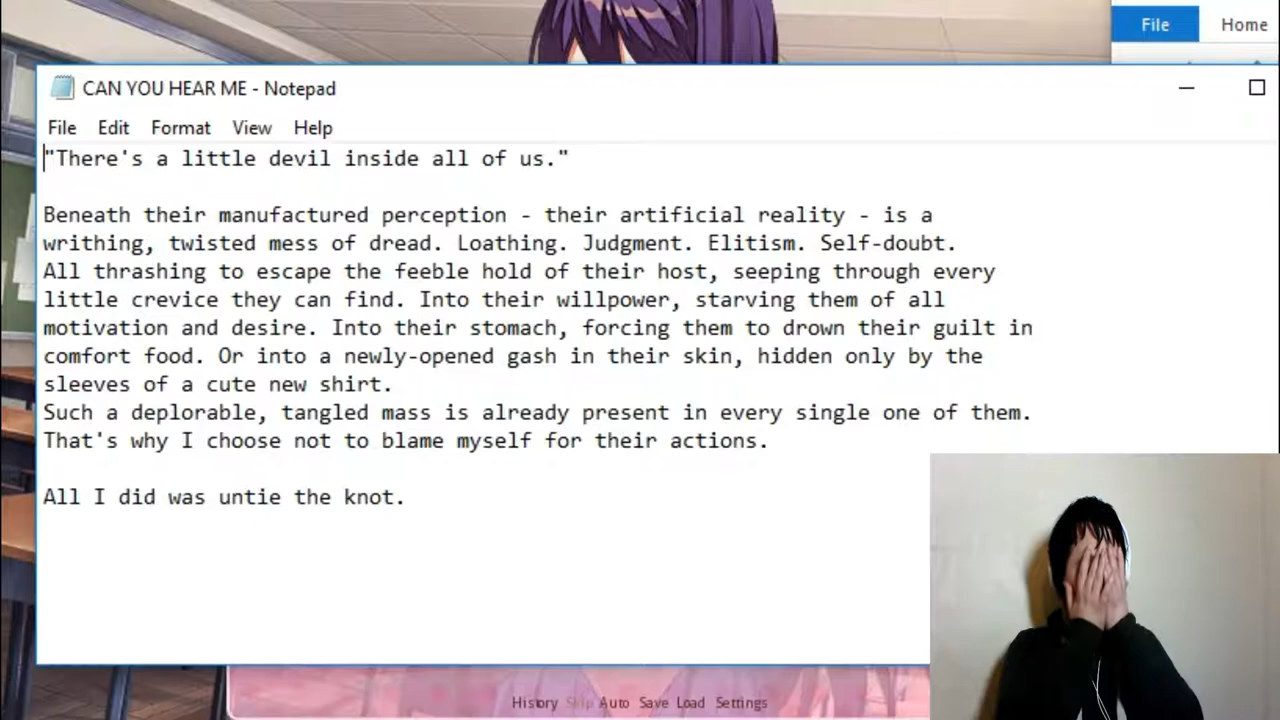 File Home
CAN YOU HEAR ME - Notepad
File Edit Format View Help
"There's a little devil inside all of us."
Beneath their manufactured perception - their artificial reality - is a
writhing, twisted mess of dread. Loathing. Judgment. Elitism. Self-doubt.
All thrashing to escape the feeble hold of their host, seeping through every
little crevice they can find. Into their willpower, starving them of all
motivation and desire. Into their stomach, forcing them to drown their guilt in
comfort food. Or into a newly-opened gash in their skin, hidden only by the
sleeves of a cute new shirt.
Such a deplorable, tangled mass is already present in every single one of them.
That's why I choose not to blame myself for their actions.
All I did was untie the knot.
History Skip Auto Save Load Settings